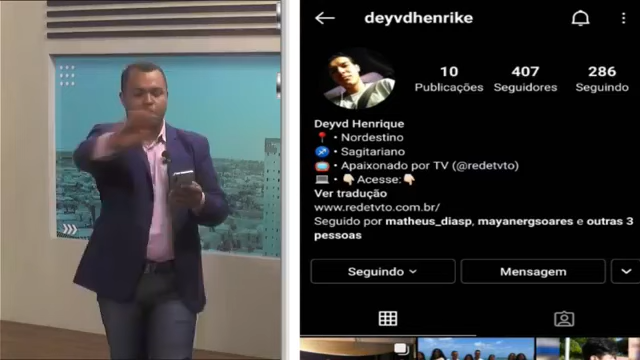 deyvdhenrike
10 407 286
Publicações Seguidores Seguindo
Deyvd Henrique
• Nordestino
• Sagitariano
• Apaixonado por TV (@redetvto)
• Acesse:
Ver tradução
www.redetvto.com.br/
Seguido por matheus_diasp, mayanergsoares e outras 3
pessoas
Seguindo Mensagem